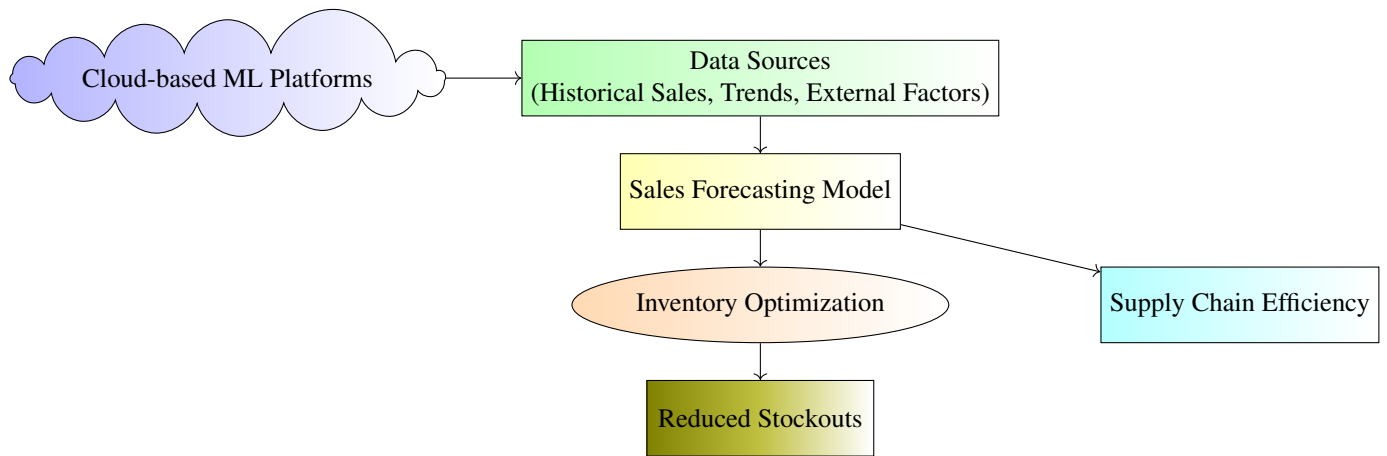 Cloud-based ML Platforms
Data Sources
(Historical Sales, Trends, External Factors)
Sales Forecasting Model
Inventory Optimization
Supply Chain Efficiency
Reduced Stockouts